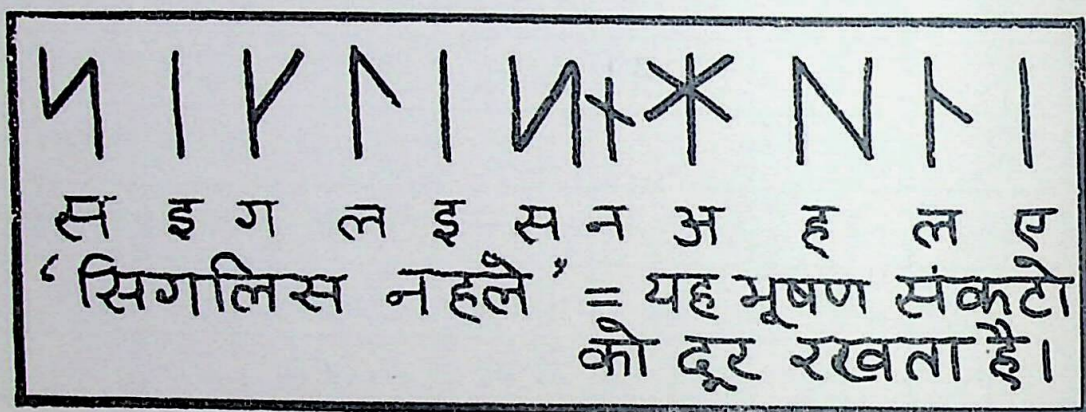 ᛋ ᛁ ᚴ ᛚ ᛁ ᛋ ᚾ ᛡ ᚺ ᛚ ᛁ
स इ ग ल इ स न अ ह ल ए
‘सिगलिस नहले’ = यह भूषण संकटो
को दूर रखता है।